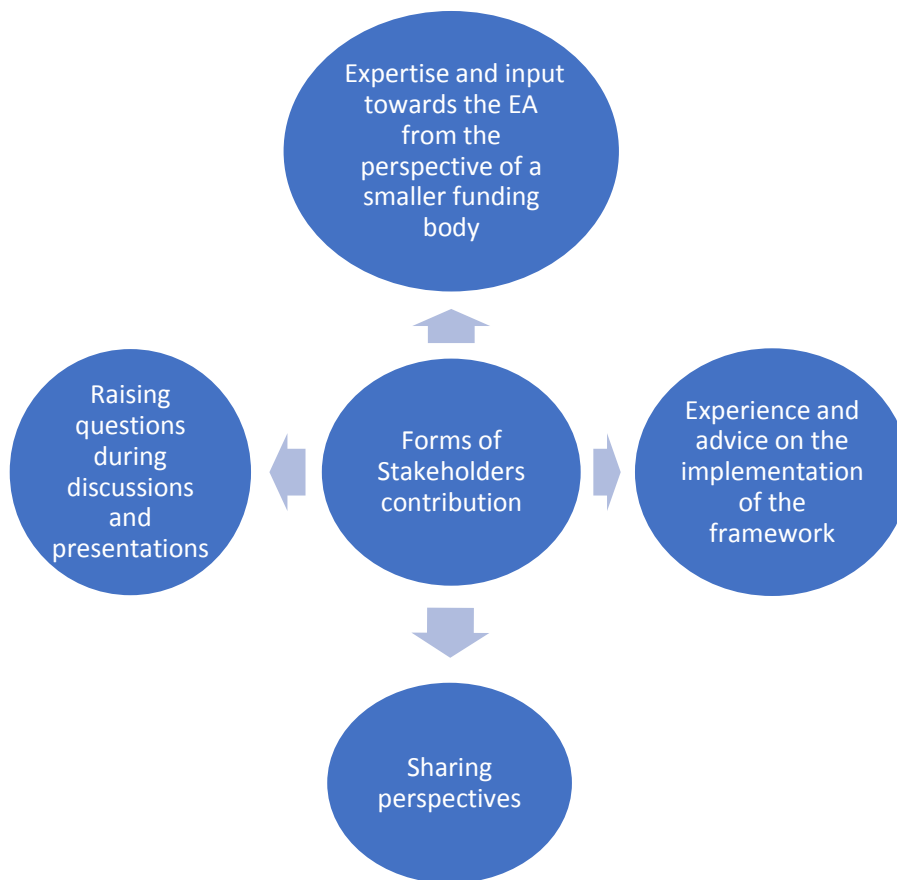 Expertise and input
towards the EA
from the
perspective of a
smaller funding
body
Raising
questions
during
discussions
and
presentations
Forms of
Stakeholders
contribution
Experience and
advice on the
implementation
of the
framework
Sharing
perspectives